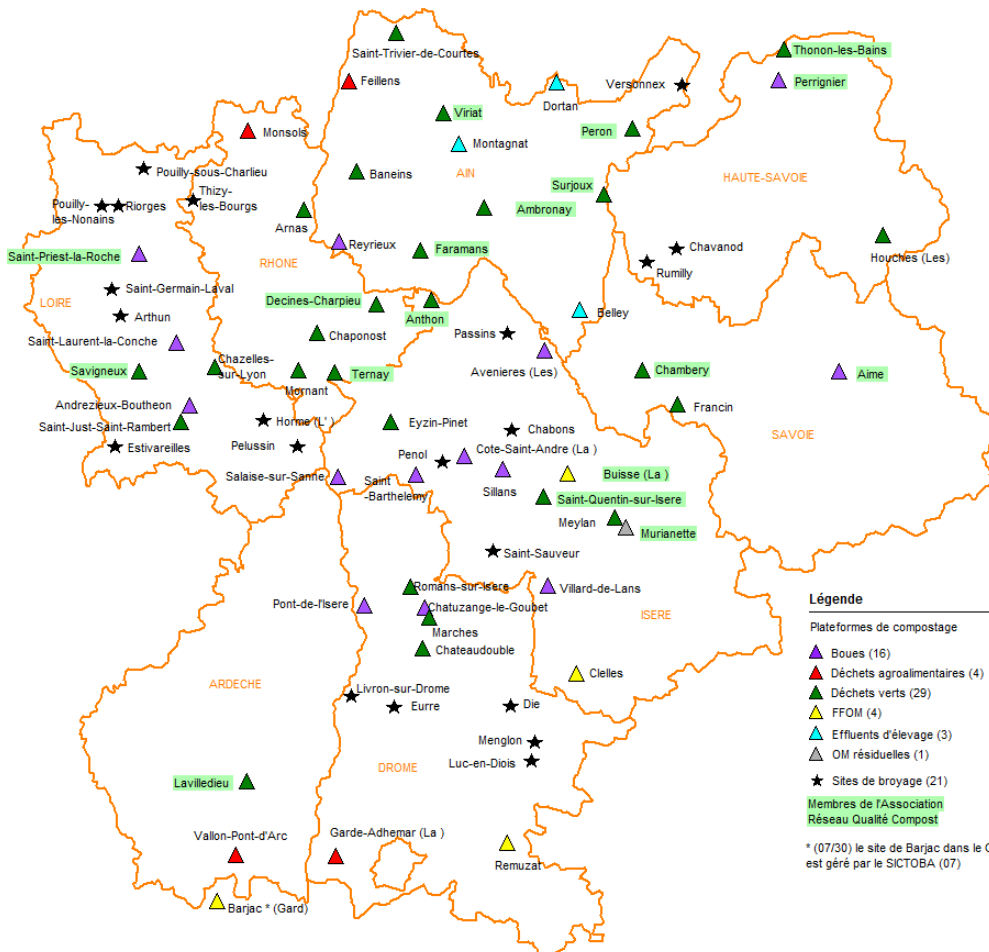 Saint-Trivier-de-Courtes
Thonon-les-Bains
Feillens
Versonnex
Perrignier
Dortan
Viriat
Monsols
Peron
Montagnat
Pouilly-sous-Charlieu
Baneins
AIN
HAUTE-SAVOIE
Surjoux
Thizy-
les-Bourgs
Pouilly-
les-Nonains
Riorges
Ambronay
Arnas
Reyrieux
Faramans
Chavanod
Houches (Les)
Saint-Priest-la-Roche
RHONE
Rumilly
Saint-Germain-Laval
LOIRE
Decines-Charpieu
Anthon
Arthun
Belley
Passins
Chaponost
Saint-Laurent-la-Conche
Avenieres (Les)
Chazelles-
sur-Lyon
Savigneux
Ternay
Chambery
Aime
Mornant
Andrezieux-Boutheon
Francin
Saint-Just-Saint-Rambert
Horme (L' )
Eyzin-Pinet
Chabons
SAVOIE
Estivareilles
Pelussin
Penol
Cote-Saint-Andre (La )
Salaise-sur-Sanne
Saint
-Barthelemy
Sillans
Buisse (La )
Saint-Quentin-sur-Isere
Meylan
Murianette
Saint-Sauveur
Romans-sur-Isere
Villard-de-Lans
Pont-de-l'Isere
Chatuzange-le-Goubet
ISERE
Marches
Chateaudouble
Clelles
ARDECHE
Livron-sur-Drome
Eurre
Die
Menglon
Luc-en-Diois
DROME
Lavilledieu
Vallon-Pont-d'Arc
Garde-Adhemar (La )
Remuzat
Barjac * (Gard)
Légende
Plateformes de compostage
Boues (16)
Déchets agroalimentaires (4)
Déchets verts (29)
FFOM (4)
Effluents d'élevage (3)
OM résiduelles (1)
Sites de broyage (21)
Membres de l'Association
Réseau Qualité Compost
* (07/30) le site de Barjac dans le
est géré par le SICTOBA (07)